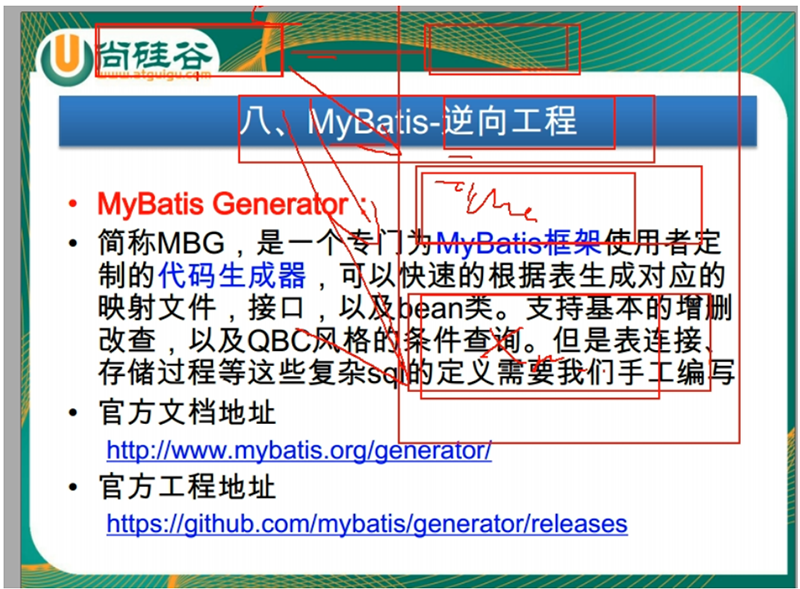 尚硅谷
www.atguigu.com
八、MyBatis-逆向工程
• MyBatis Generator：
• 简称MBG，是一个专门为MyBatis框架使用者定
制的代码生成器，可以快速的根据表生成对应的
映射文件，接口，以及bean类。支持基本的增删
改查，以及QBC风格的条件查询。但是表连接、
存储过程等这些复杂sql的定义需要我们手工编写
• 官方文档地址
http://www.mybatis.org/generator/
• 官方工程地址
https://github.com/mybatis/generator/releases